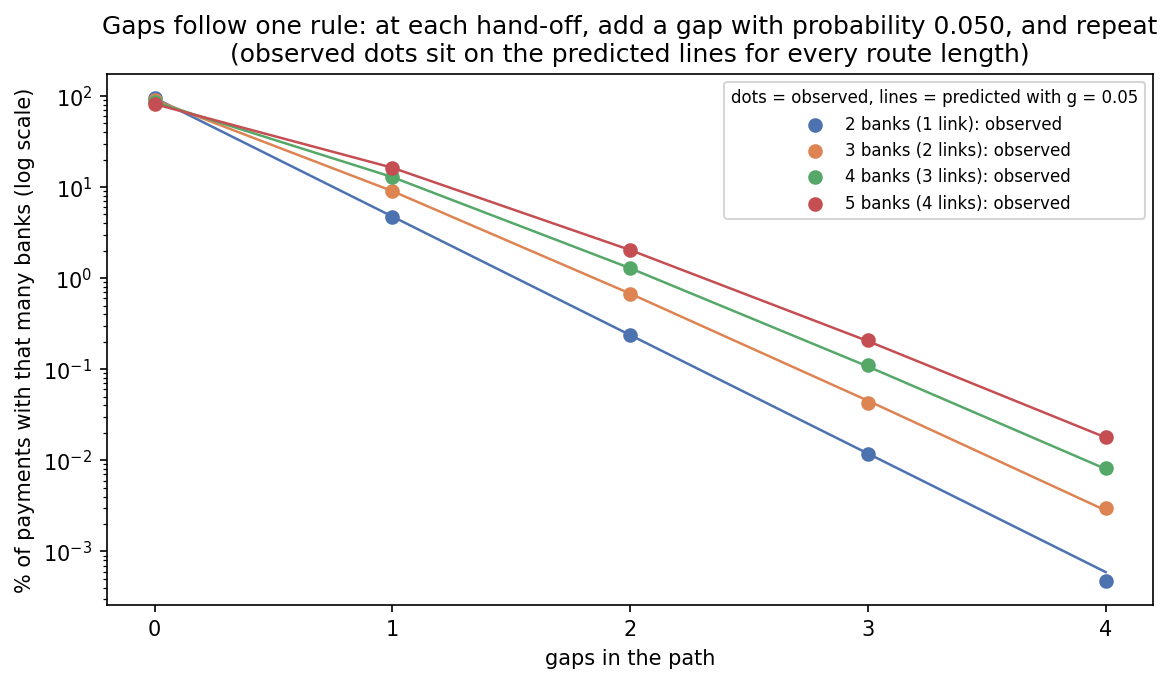 Gaps follow one rule: at each hand-off, add a gap with probability 0.050, and repeat
(observed dots sit on the predicted lines for every route length)
% of payments with that many banks (log scale)
10²
10¹
10⁰
10⁻¹
10⁻²
10⁻³
dots = observed, lines = predicted with g = 0.05
2 banks (1 link): observed
3 banks (2 links): observed
4 banks (3 links): observed
5 banks (4 links): observed
0 1 2 3 4
gaps in the path